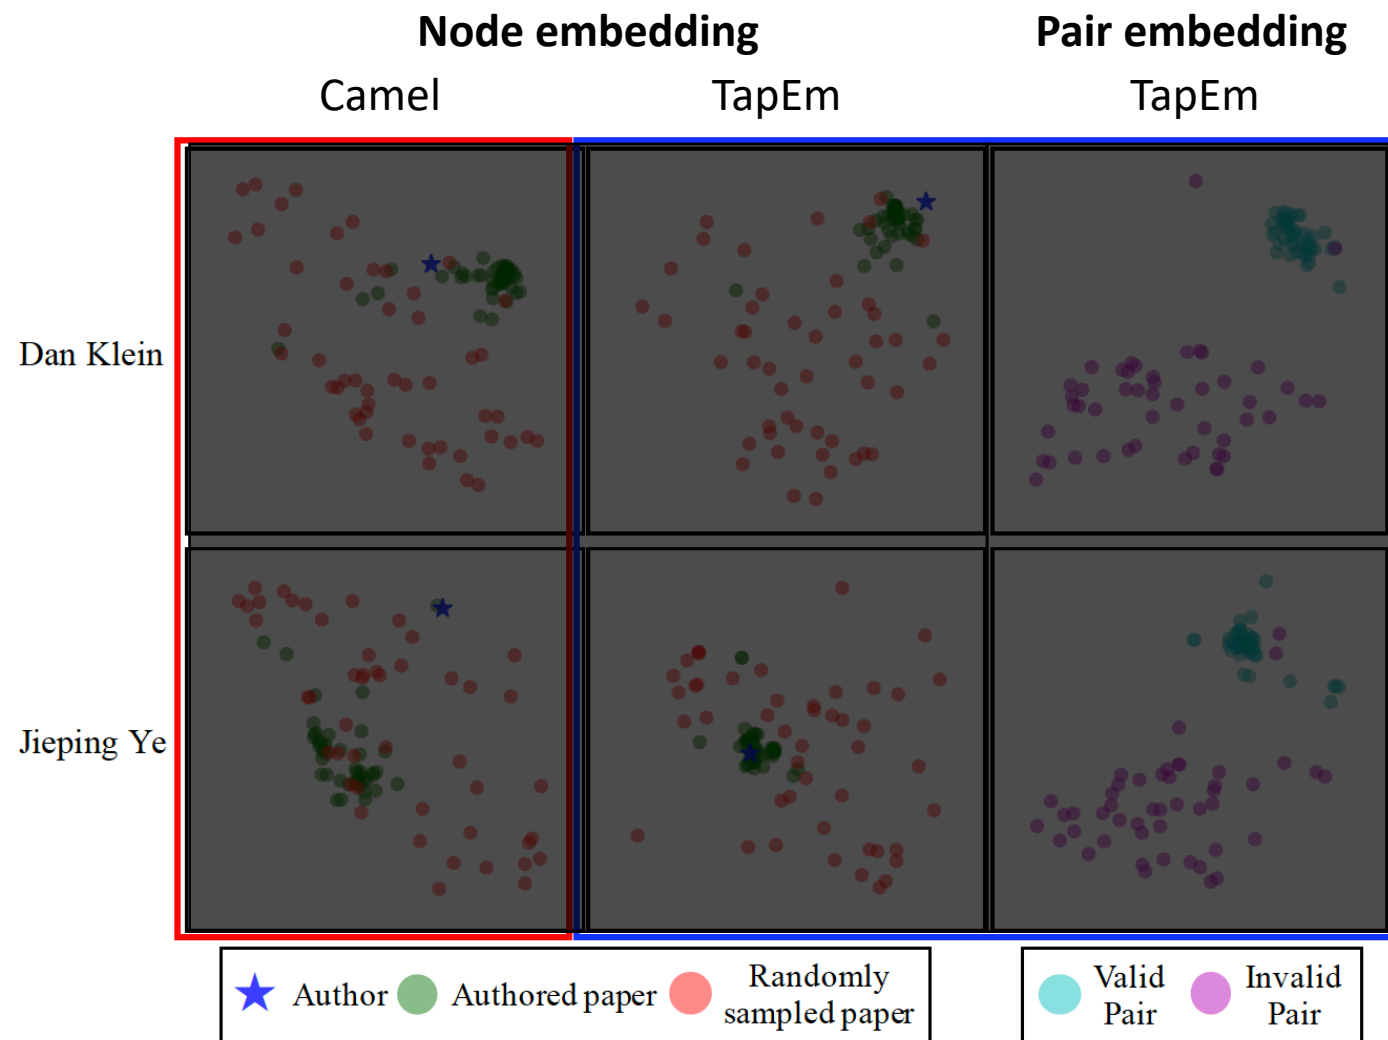 Node embedding
Pair embedding
Camel
TapEm
TapEm
Dan Klein
Jieping Ye
Author
Authored paper
Randomly
sampled paper
Valid
Pair
Invalid
Pair